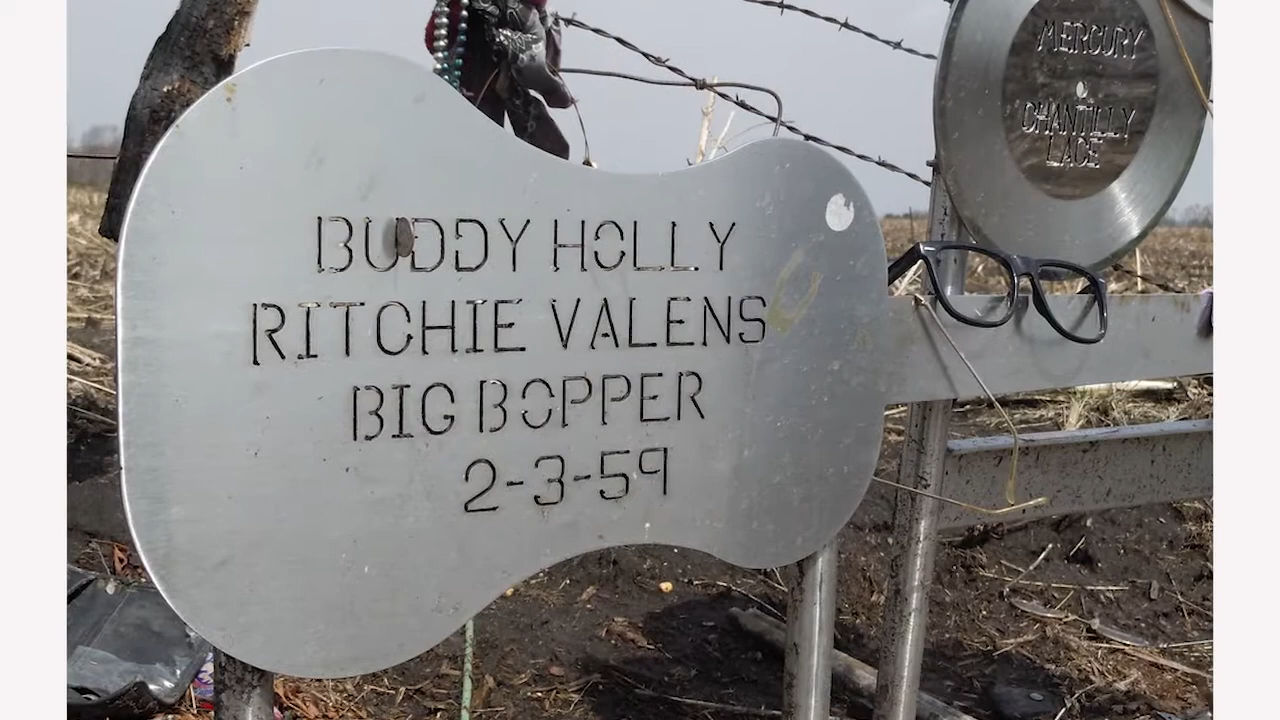 BUDDY HOLLY
RITCHIE VALENS
BIG BOPPER
2-3-59
MERCURY
CHANTILLY
LACE